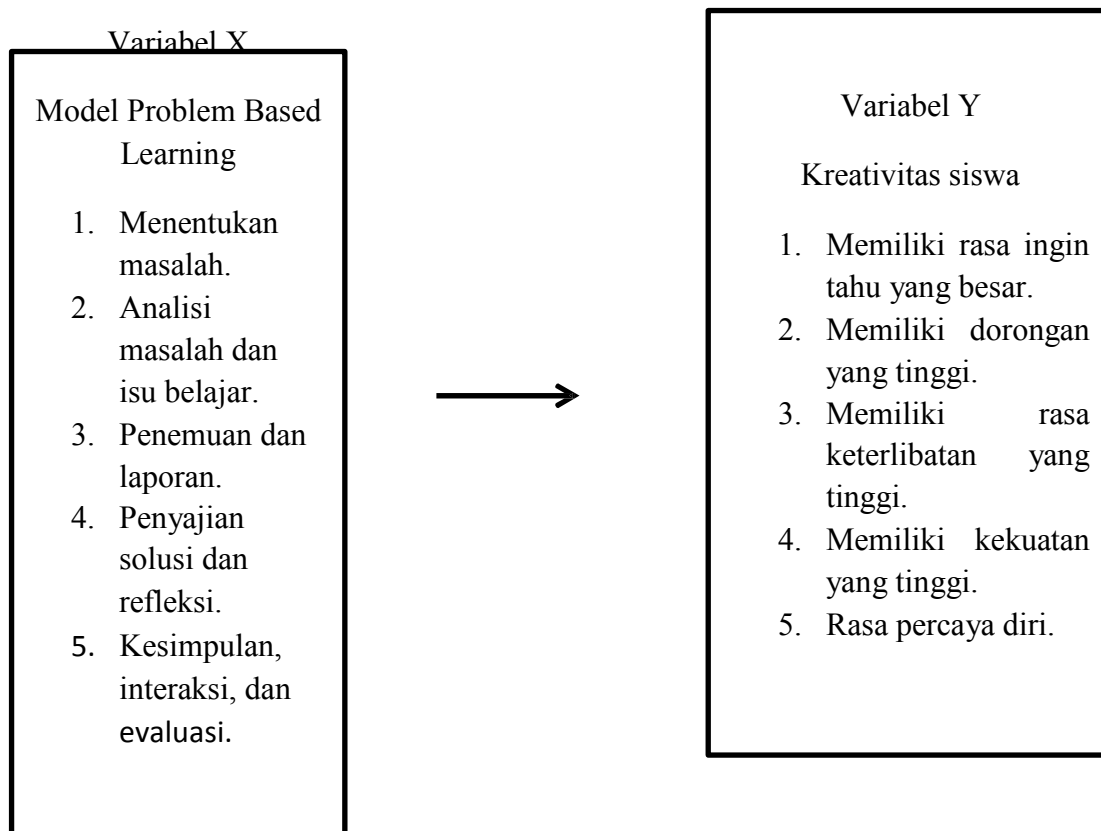 Variabel X
Model Problem Based
Learning
1. Menentukan
masalah.
2. Analisi
masalah dan
isu belajar.
3. Penemuan dan
laporan.
4. Penyajian
solusi dan
refleksi.
5. Kesimpulan,
interaksi, dan
evaluasi.
Variabel Y
Kreativitas siswa
1. Memiliki rasa ingin
tahu yang besar.
2. Memiliki dorongan
yang tinggi.
3. Memiliki rasa
keterlibatan yang
tinggi.
4. Memiliki kekuatan
yang tinggi.
5. Rasa percaya diri.